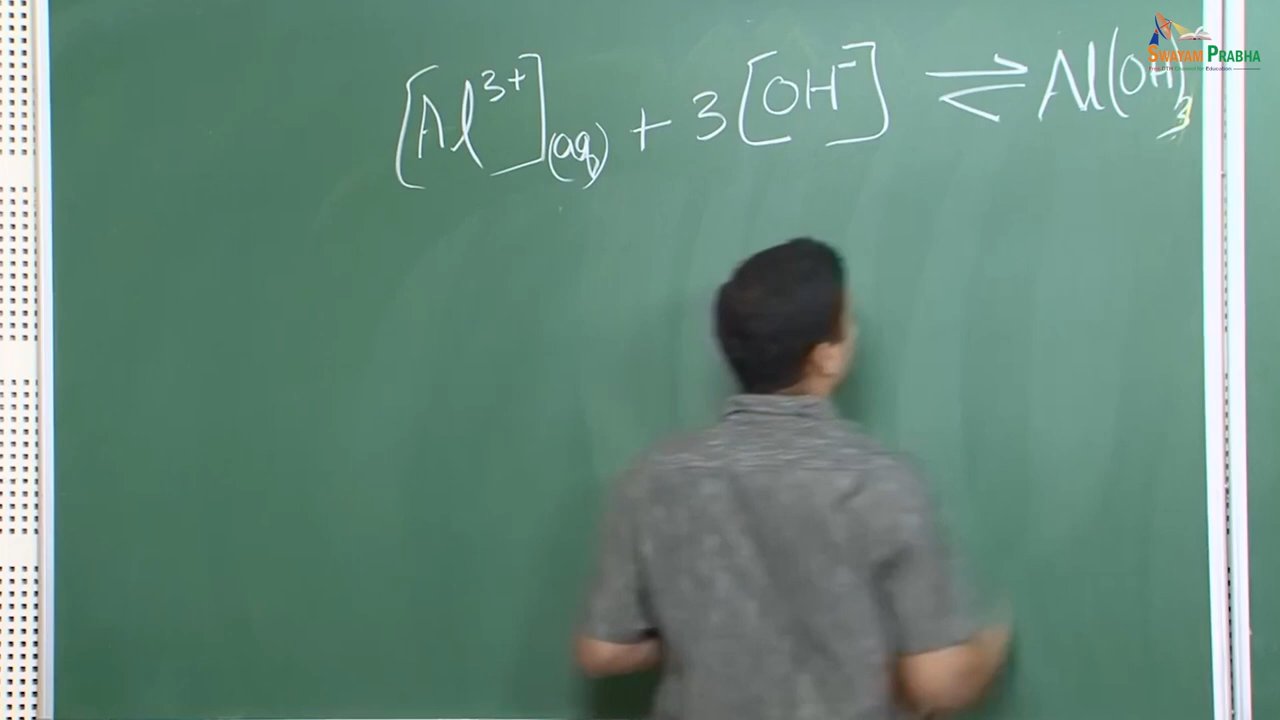 [Al³⁺](aq) + 3[OH⁻] ⇌ Al(OH)₃
SWAYAM PRABHA